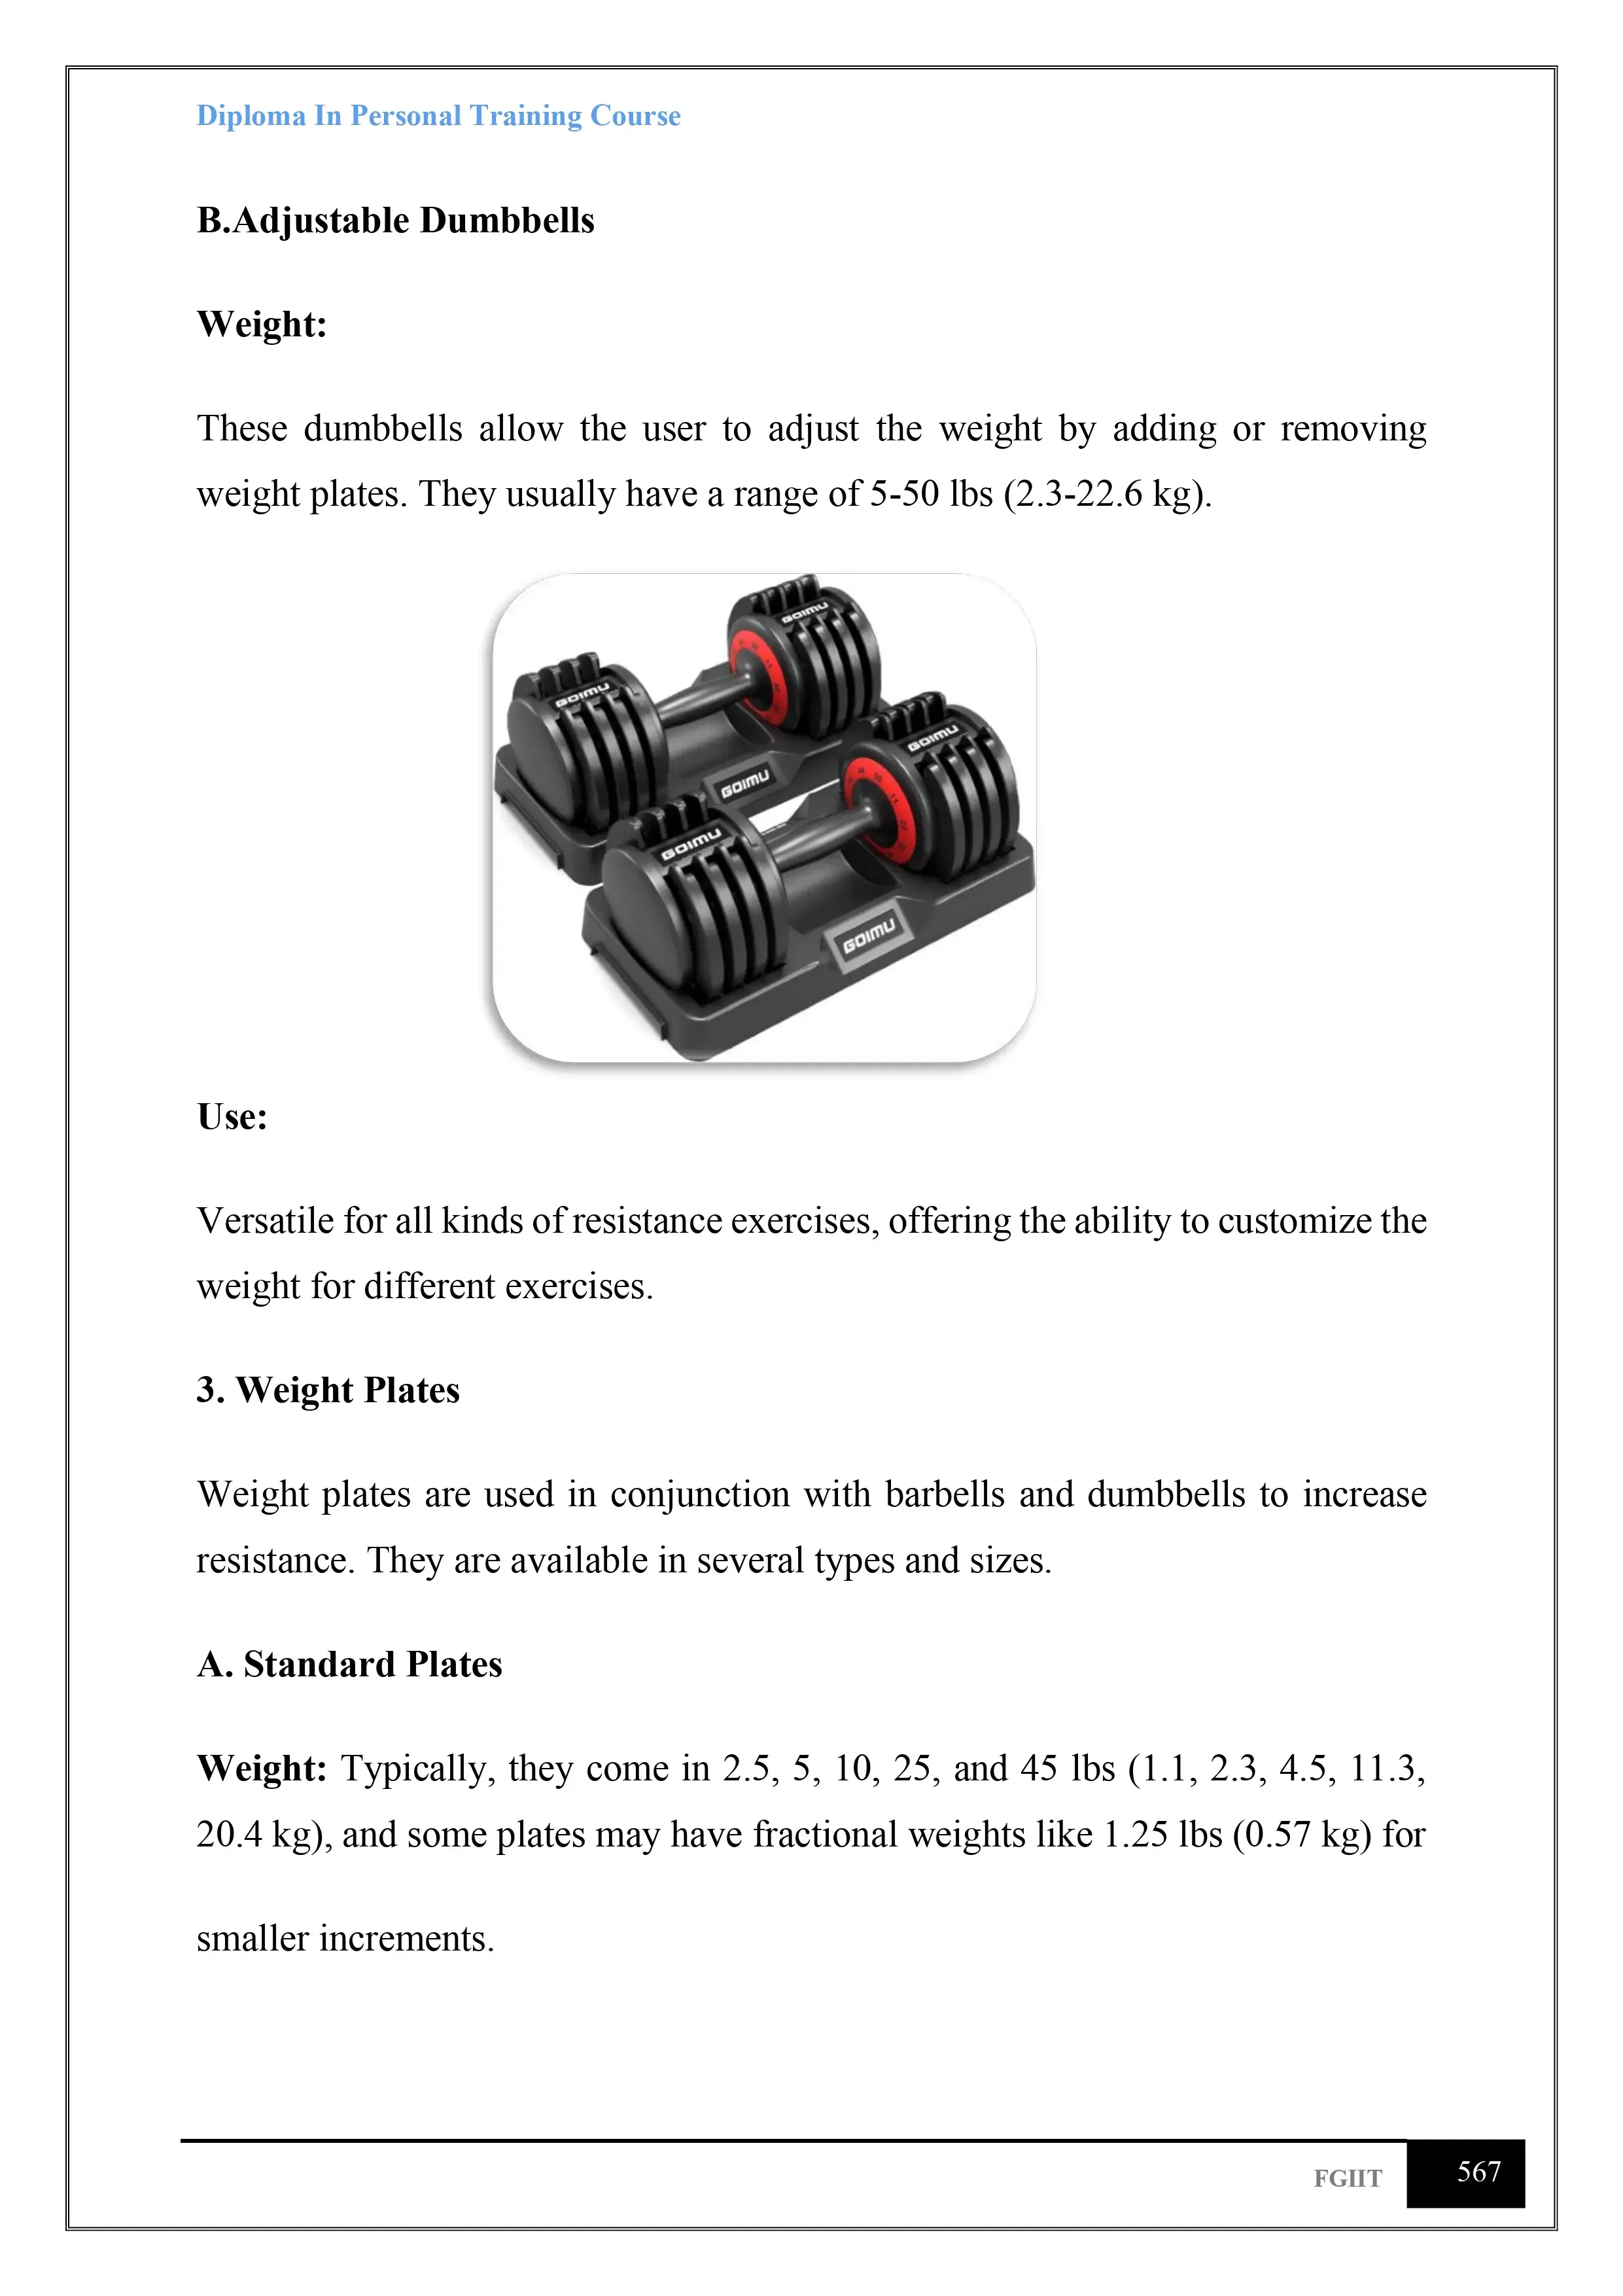 Diploma In Personal Training Course
B.Adjustable Dumbbells
Weight:
These dumbbells allow the user to adjust the weight by adding or removing
weight plates. They usually have a range of 5-50 lbs (2.3-22.6 kg).
GOIMU
GOIMU
GOIMU
GOIMU
GOIMU
GOIMU
Use:
Versatile for all kinds of resistance exercises, offering the ability to customize the
weight for different exercises.
3. Weight Plates
Weight plates are used in conjunction with barbells and dumbbells to increase
resistance. They are available in several types and sizes.
A. Standard Plates
Weight: Typically, they come in 2.5, 5, 10, 25, and 45 lbs (1.1, 2.3, 4.5, 11.3,
20.4 kg), and some plates may have fractional weights like 1.25 lbs (0.57 kg) for
smaller increments.
FGIIT
567